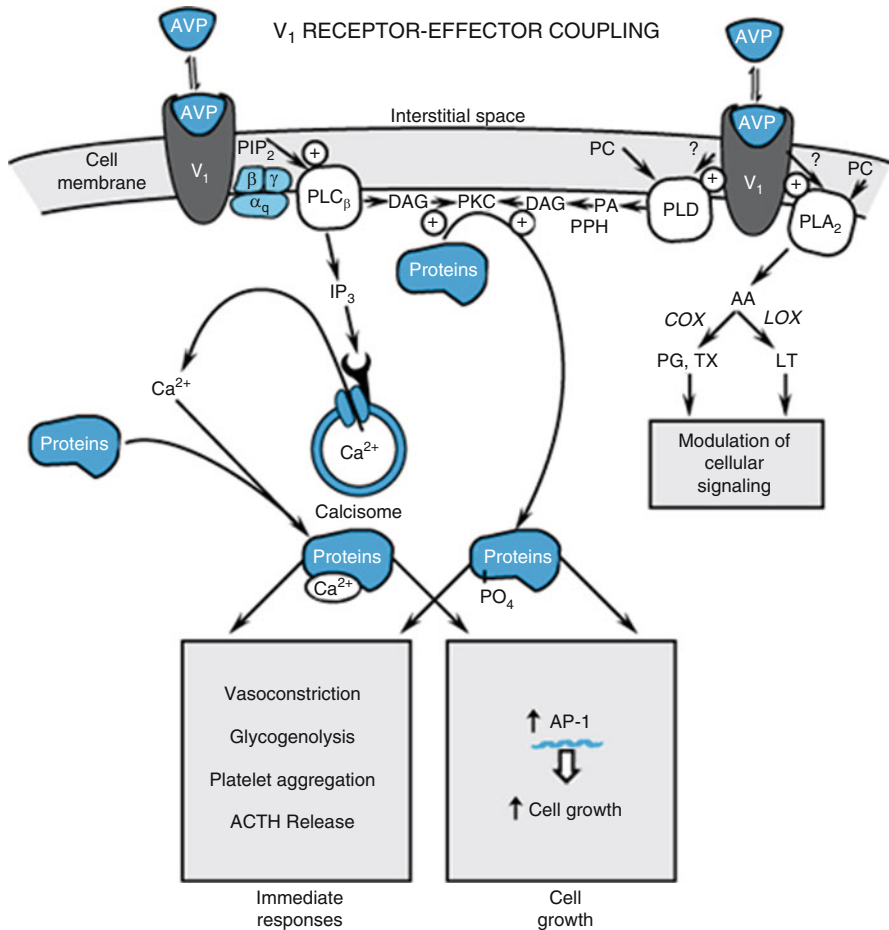 V₁ RECEPTOR-EFFECTOR COUPLING
AVP
AVP
AVP
AVP
Interstitial space
Cell
membrane
V₁
PIP₂
+
β γ
αq
PLCβ
DAG
PKC
DAG
PA
PPH
+
+
PC
?
PLD
+
V₁
?
+
PC
PLA₂
Proteins
IP₃
AA
COX
LOX
PG, TX
LT
Modulation of
cellular
signaling
Ca²⁺
Proteins
Ca²⁺
Calcisome
Proteins
Ca²⁺
Proteins
PO₄
Vasoconstriction
Glycogenolysis
Platelet aggregation
ACTH Release
AP-1
Cell growth
Immediate
responses
Cell
growth